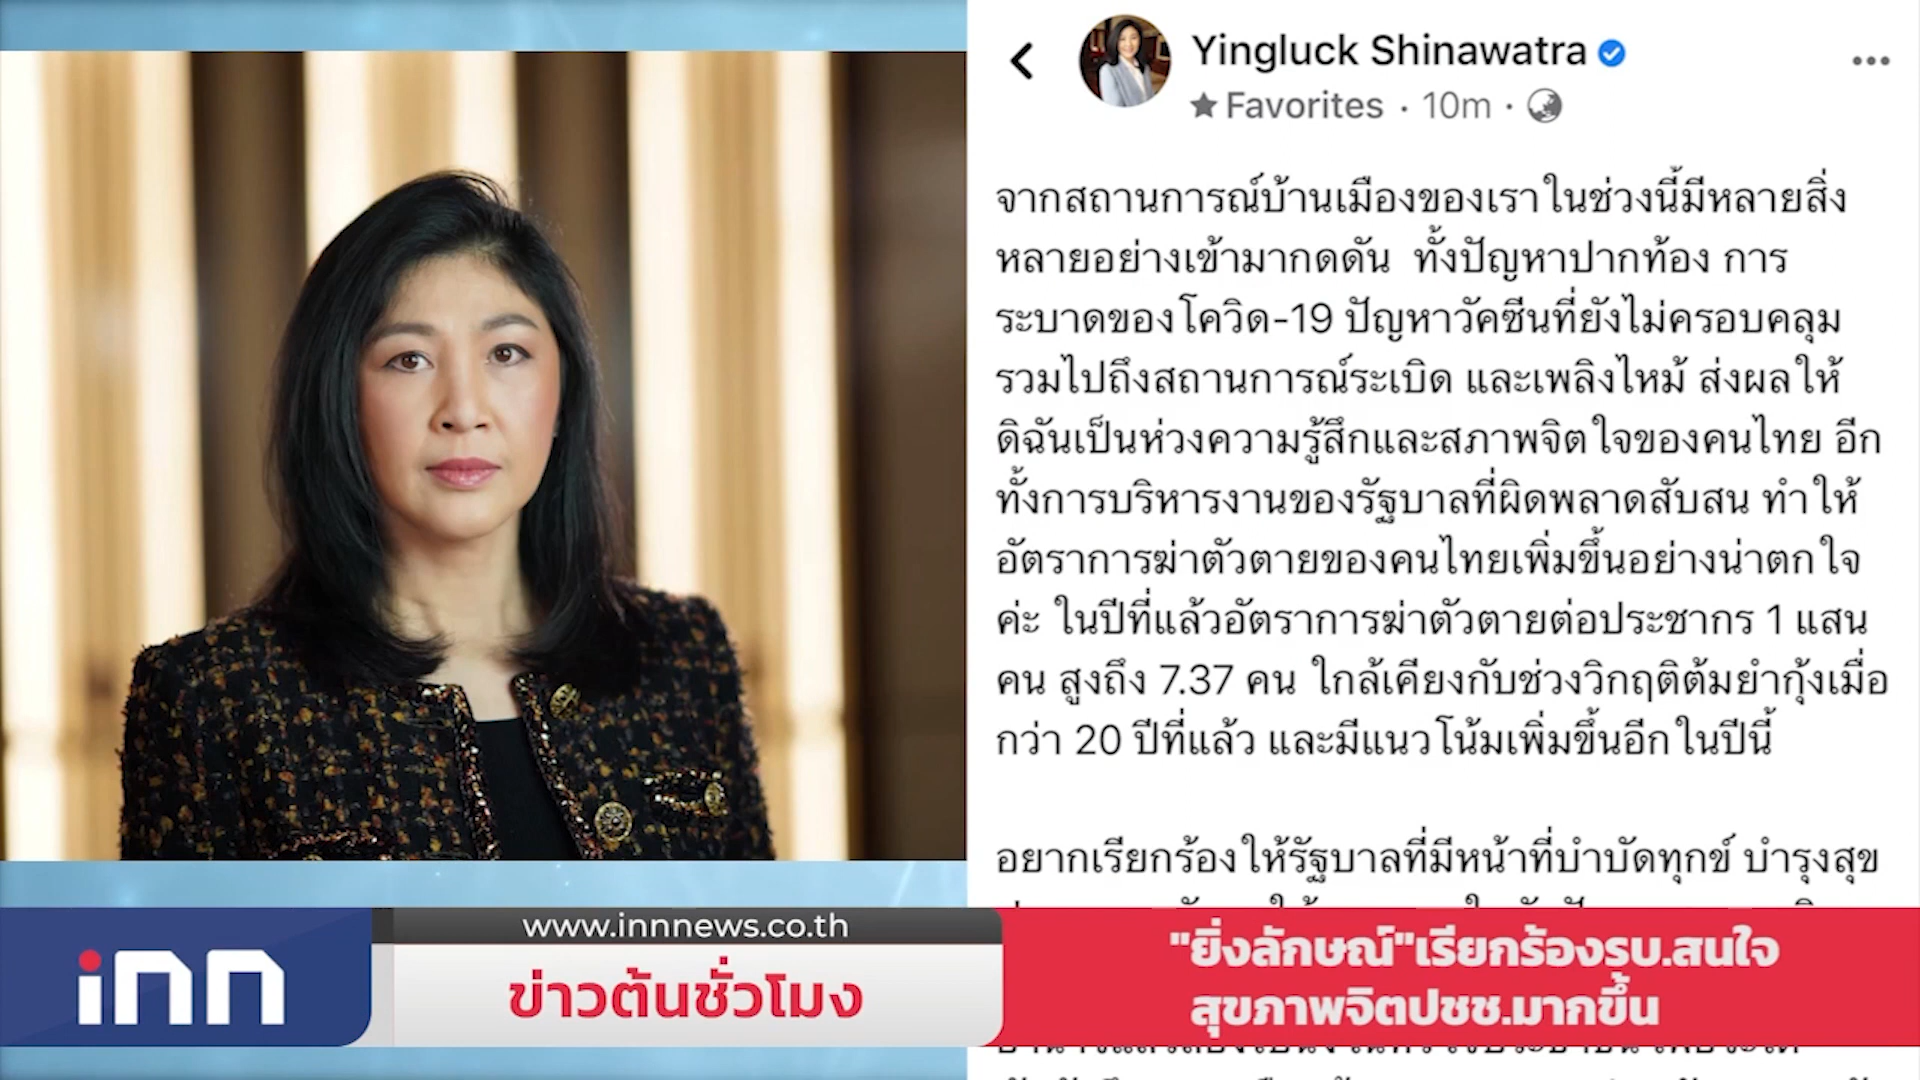 Yingluck Shinawatra
Favorites · 10m ·
จากสถานการณ์บ้านเมืองของเราในช่วงนี้มีหลายสิ่ง
หลายอย่างเข้ามากดดัน ทั้งปัญหาปากท้อง การ
ระบาดของโควิด-19 ปัญหาวัคซีนที่ยังไม่ครอบคลุม
รวมไปถึงสถานการณ์ระเบิด และเพลิงไหม้ ส่งผลให้
ดิฉันเป็นห่วงความรู้สึกและสภาพจิตใจของคนไทย อีก
ทั้งการบริหารงานของรัฐบาลที่ผิดพลาดสับสน ทำให้
อัตราการฆ่าตัวตายของคนไทยเพิ่มขึ้นอย่างน่าตกใจ
ค่ะ ในปีที่แล้วอัตราการฆ่าตัวตายต่อประชากร 1 แสน
คน สูงถึง 7.37 คน ใกล้เคียงกับช่วงวิกฤติต้มยำกุ้งเมื่อ
กว่า 20 ปีที่แล้ว และมีแนวโน้มเพิ่มขึ้นอีกในปีนี้
อยากเรียกร้องให้รัฐบาลที่มีหน้าที่บำบัดทุกข์ บำรุงสุข
inn
www.innnews.co.th
ข่าวต้นชั่วโมง
"ยิ่งลักษณ์"เรียกร้องรบ.สนใจ
สุขภาพจิตปชช.มากขึ้น